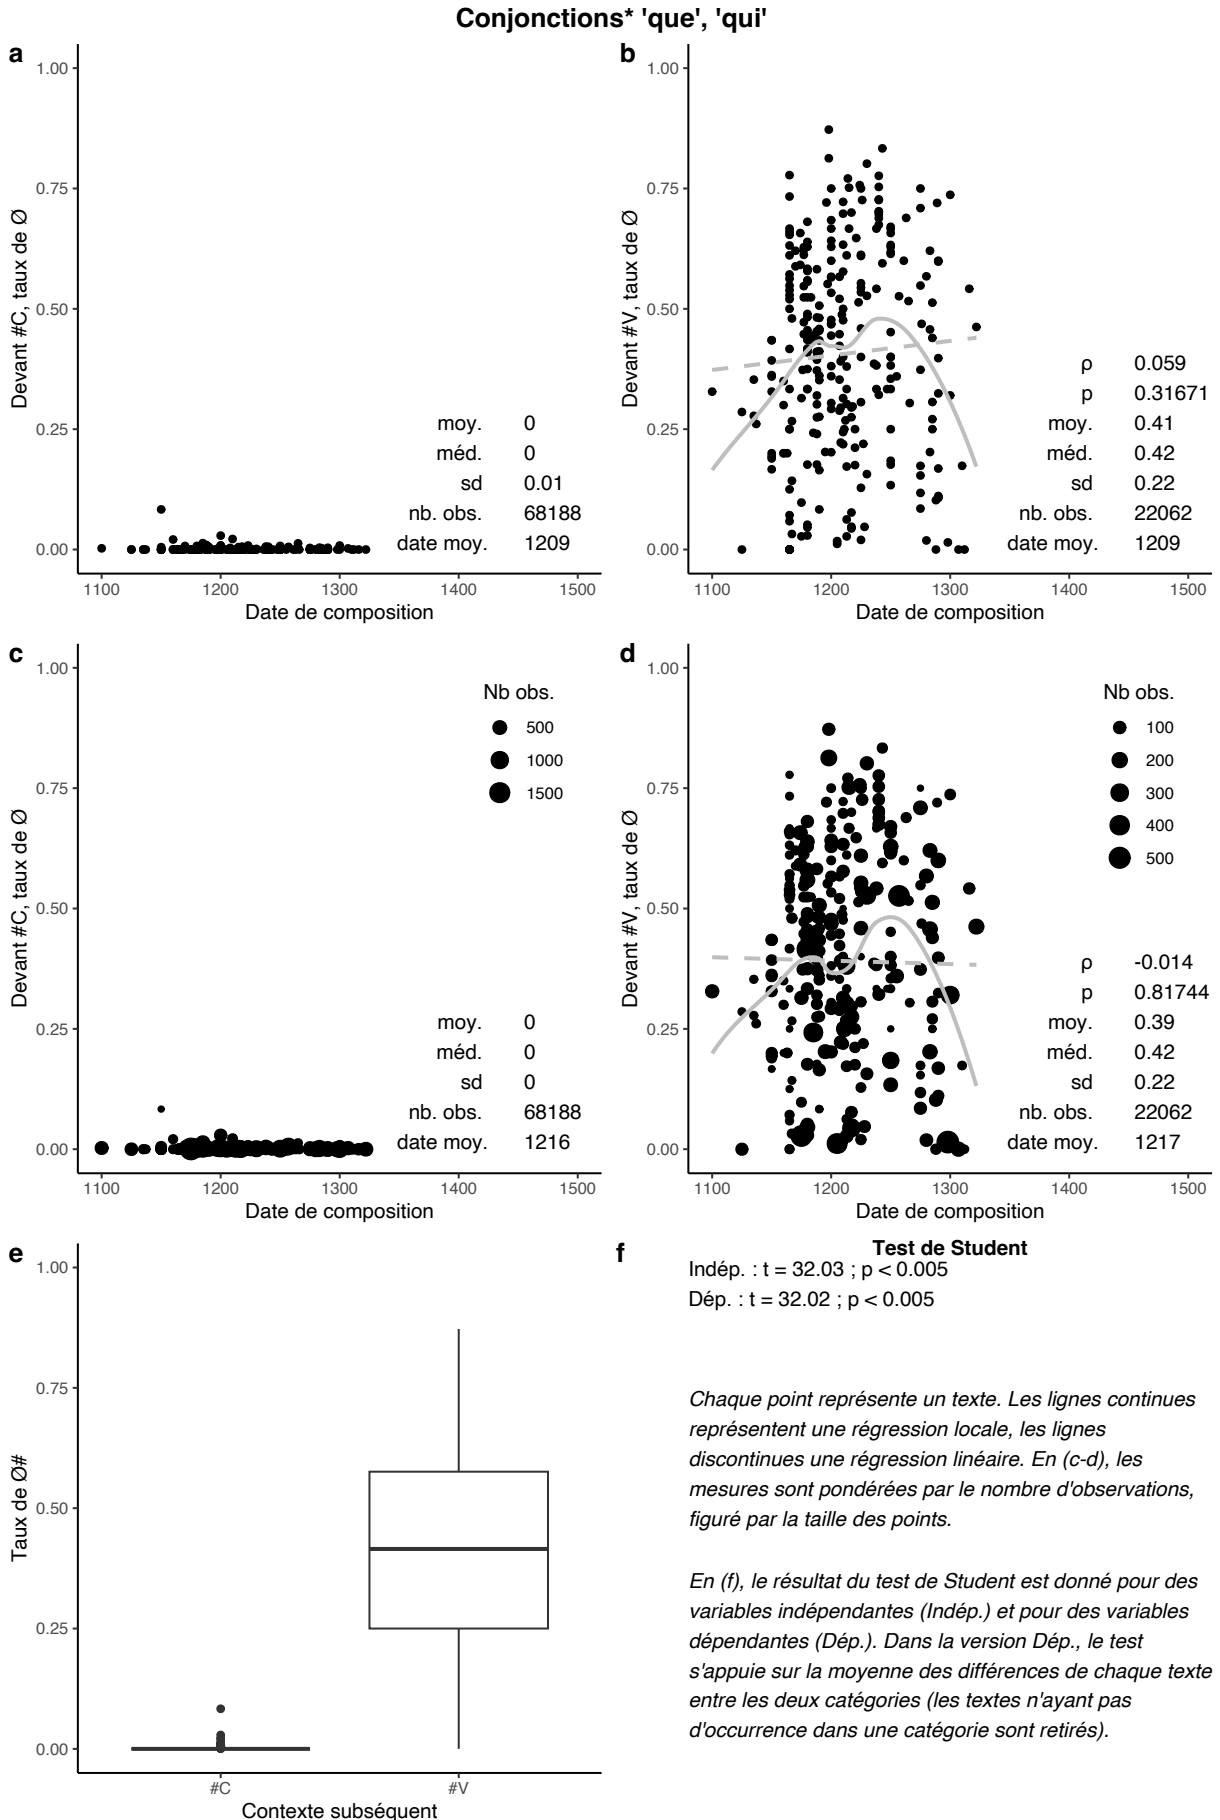 Conjonctions* 'que', 'qui'
a
1.00
0.75
0.50
0.25
0.00
Devant #C, taux de Ø
moy. 0
méd. 0
sd 0.01
nb. obs. 68188
date moy. 1209
1100 1200 1300 1400 1500
Date de composition
b
1.00
0.75
0.50
0.25
0.00
Devant #V, taux de Ø
ρ 0.059
p 0.31671
moy. 0.41
méd. 0.42
sd 0.22
nb. obs. 22062
date moy. 1209
1100 1200 1300 1400 1500
Date de composition
c
1.00
0.75
0.50
0.25
0.00
Devant #C, taux de Ø
Nb obs.
500
1000
1500
moy. 0
méd. 0
sd 0
nb. obs. 68188
date moy. 1216
1100 1200 1300 1400 1500
Date de composition
d
1.00
0.75
0.50
0.25
0.00
Devant #V, taux de Ø
Nb obs.
100
200
300
400
500
ρ -0.014
p 0.81744
moy. 0.39
méd. 0.42
sd 0.22
nb. obs. 22062
date moy. 1217
1100 1200 1300 1400 1500
Date de composition
e
1.00
0.75
0.50
0.25
0.00
Taux de Ø#
#C #V
Contexte subséquent
f
Test de Student
Indép. : t = 32.03 ; p < 0.005
Dép. : t = 32.02 ; p < 0.005
Chaque point représente un texte. Les lignes continues
représentent une régression locale, les lignes
discontinues une régression linéaire. En (c-d), les
mesures sont pondérées par le nombre d'observations,
figuré par la taille des points.
En (f), le résultat du test de Student est donné pour des
variables indépendantes (Indép.) et pour des variables
dépendantes (Dép.). Dans la version Dép., le test
s'appuie sur la moyenne des différences de chaque texte
entre les deux catégories (les textes n'ayant pas
d'occurrence dans une catégorie sont retirés).